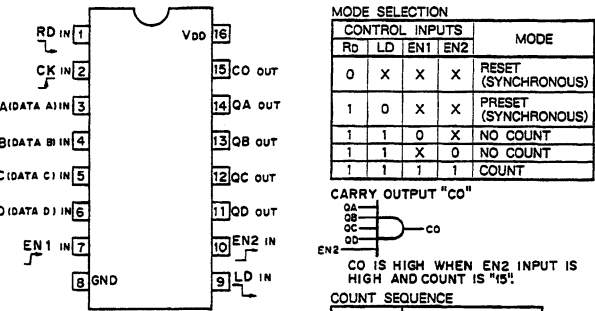 RD IN 1
CK IN 2
A(DATA A)IN 3
B(DATA B)IN 4
C(DATA C) IN 5
D(DATA D) IN 6
EN1 IN 7
8 GND
VDD 16
15 CO OUT
14 QA OUT
13 QB OUT
12 QC OUT
11 QD OUT
10 EN2 IN
9 LD IN
MODE SELECTION
CONTROL INPUTS MODE
RD LD EN1 EN2
0 X X X RESET
(SYNCHRONOUS)
1 0 X X PRESET
(SYNCHRONOUS)
1 1 0 X NO COUNT
1 1 X 0 NO COUNT
1 1 1 1 COUNT
CARRY OUTPUT "CO"
QA
QB
QC
QD
EN2
CO
CO IS HIGH WHEN EN2 INPUT IS
HIGH AND COUNT IS "15".
COUNT SEQUENCE